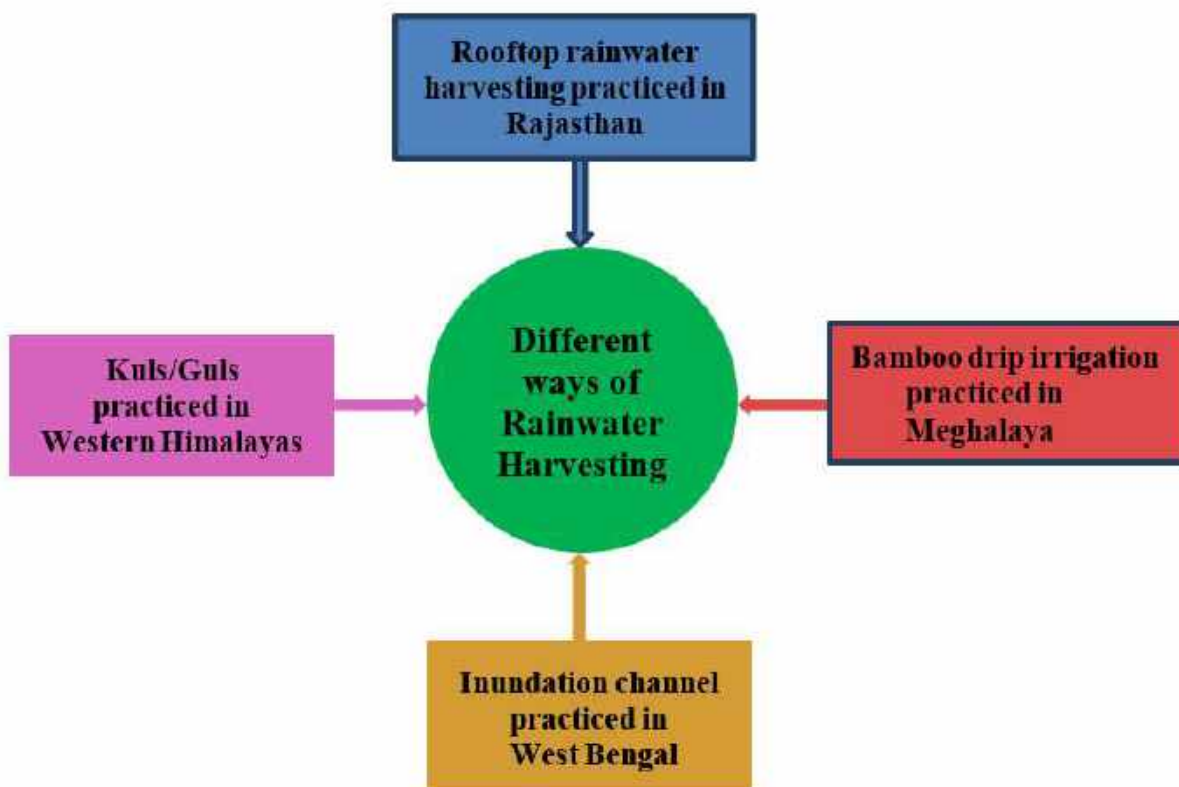 Rooftop rainwater
harvesting practiced in
Rajasthan
Different
ways of
Rainwater
Harvesting
Kuls/Guls
practiced in
Western Himalayas
Bamboo drip irrigation
practiced in
Meghalaya
Inundation channel
practiced in
West Bengal